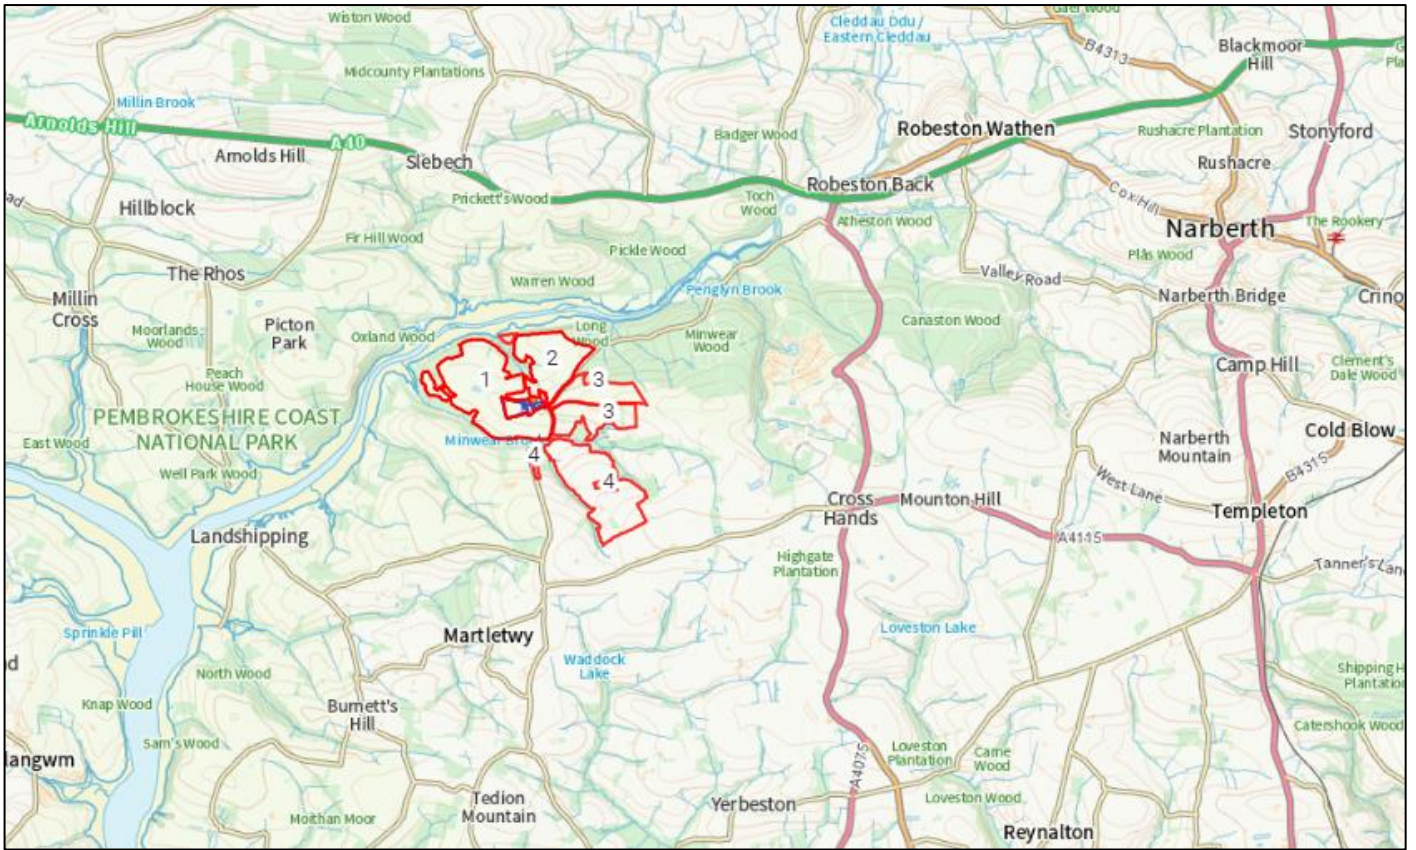 Wiston Wood
Cleddau Ddu /
Eastern Cleddau
B4313
Blackmoor
Hill
Midcounty Plantations
Millin Brook
Arnolds Hill
A40
Arnolds Hill
Slebech
Badger Wood
Robeston Wathen
Rushacre Plantation
Stonyford
Rushacre
Prickett's Wood
Toch
Wood
Robeston Back
Cox Hill
Hillblock
Atheston Wood
The Rookery
Narberth
Fir Hill Wood
Pickle Wood
Plâs Wood
The Rhos
Warren Wood
Penglyn Brook
Valley Road
Narberth Bridge
Crino
Millin
Cross
Moorlands
Wood
Picton
Park
Oxland Wood
Long
Wood
Minwear
Wood
Canaston Wood
Peach
House Wood
1
2
3
3
Camp Hill
Clement's
Dale Wood
PEMBROKESHIRE COAST
NATIONAL PARK
East Wood
Minwear Brook
Well Park Wood
4
4
Narberth
Mountain
Cold Blow
B4315
West Lane
Cross
Hands
Mounton Hill
Templeton
Landshipping
A4115
Highgate
Plantation
Tanner's Lan
Sprinkle Pill
Martletwy
Loveston Lake
Waddock
Lake
North Wood
Knap Wood
Burnett's
Hill
Shipping H
Plantatio
Catershook Wood
Sam's Wood
langwm
Loveston
Plantation
Carne
Wood
A4075
Tedion
Mountain
Yerbeston
Loveston Wood
Moithan Moor
Reynalton